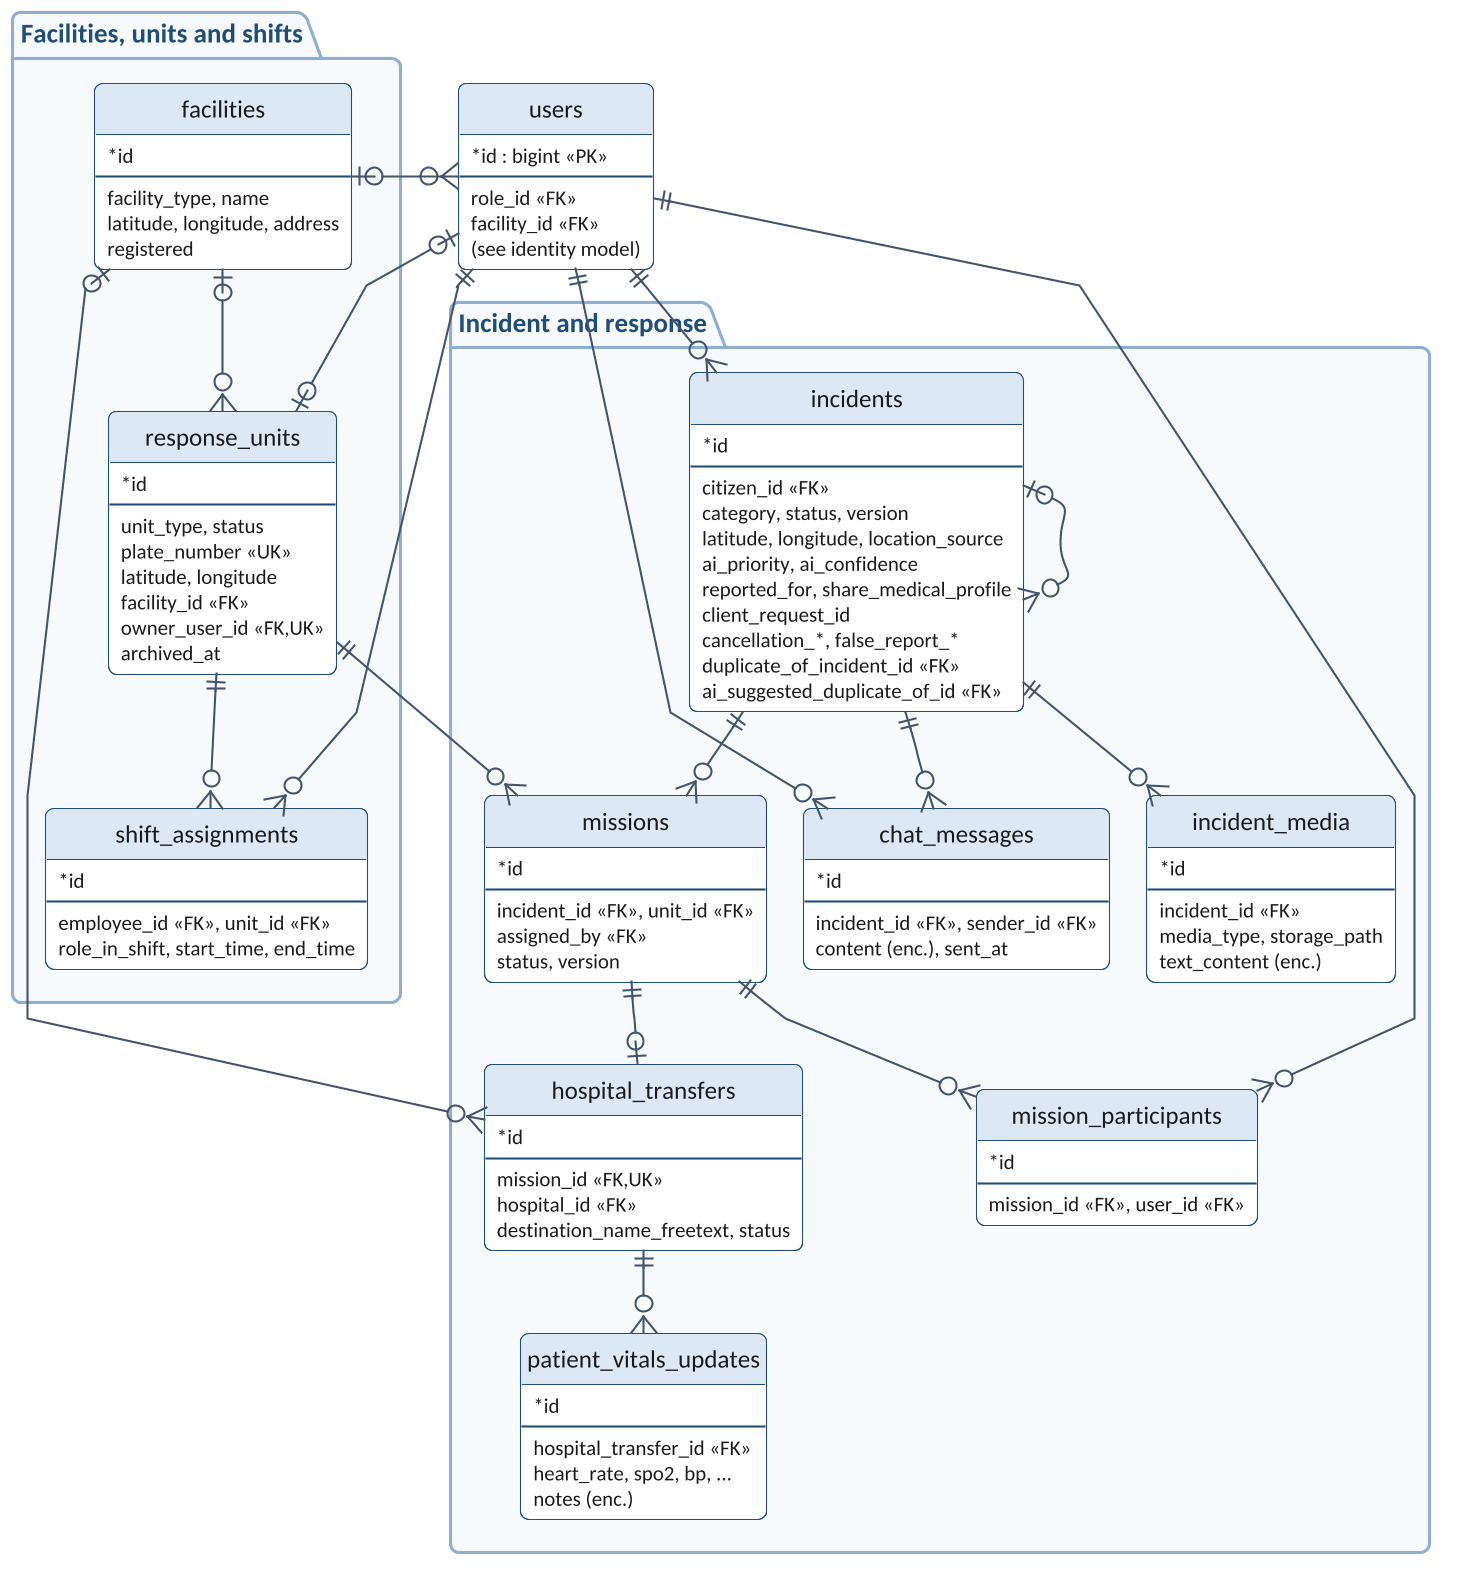 Facilities, units and shifts
facilities
*id
facility_type, name
latitude, longitude, address
registered
users
*id : bigint «PK»
role_id «FK»
facility_id «FK»
(see identity model)
Incident and response
incidents
*id
citizen_id «FK»
category, status, version
latitude, longitude, location_source
ai_priority, ai_confidence
reported_for, share_medical_profile
client_request_id
cancellation_*, false_report_*
duplicate_of_incident_id «FK»
ai_suggested_duplicate_of_id «FK»
response_units
*id
unit_type, status
plate_number «UK»
latitude, longitude
facility_id «FK»
owner_user_id «FK,UK»
archived_at
shift_assignments
*id
employee_id «FK», unit_id «FK»
role_in_shift, start_time, end_time
missions
*id
incident_id «FK», unit_id «FK»
assigned_by «FK»
status, version
chat_messages
*id
incident_id «FK», sender_id «FK»
content (enc.), sent_at
incident_media
*id
incident_id «FK»
media_type, storage_path
text_content (enc.)
hospital_transfers
*id
mission_id «FK,UK»
hospital_id «FK»
destination_name_freetext, status
mission_participants
*id
mission_id «FK», user_id «FK»
patient_vitals_updates
*id
hospital_transfer_id «FK»
heart_rate, spo2, bp, ...
notes (enc.)